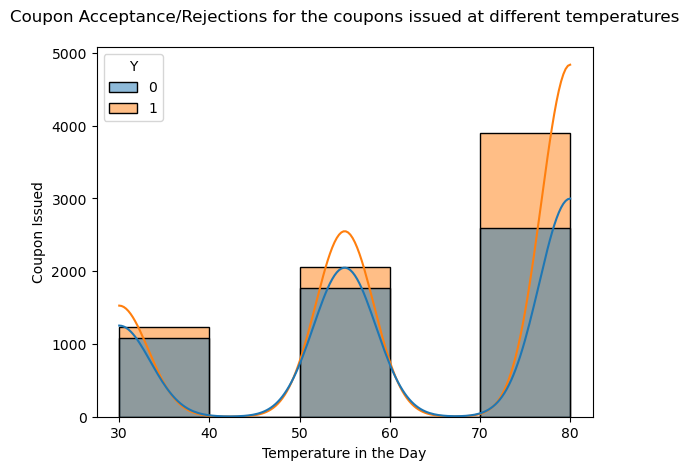 Coupon Acceptance/Rejections for the coupons issued at different temperatures
5000
4000
3000
2000
1000
0
Coupon Issued
Y
0
1
30 40 50 60 70 80
Temperature in the Day